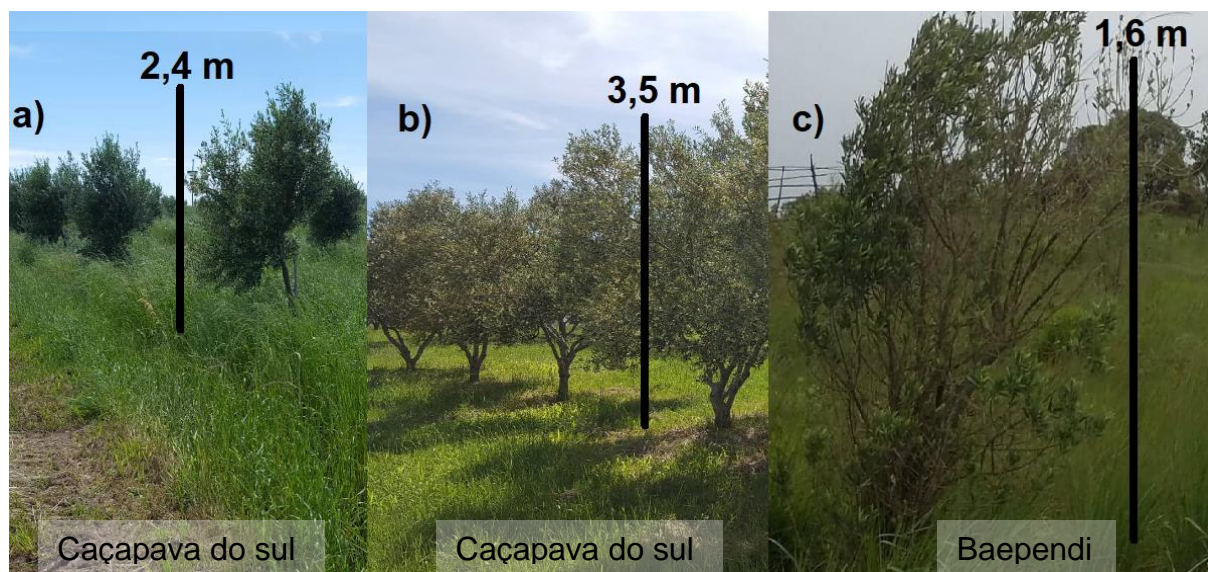 a)
2,4 m
Caçapava do sul
b)
3,5 m
Caçapava do sul
c)
1,6 m
Baependi